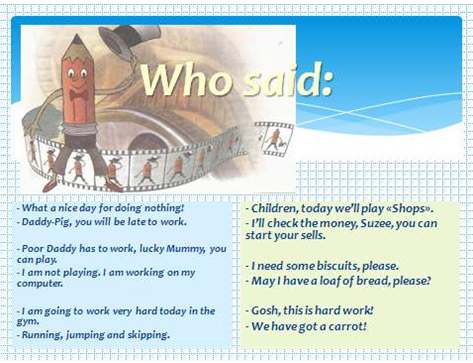 Who said:
- What a nice day for doing nothing!
- Daddy-Pig, you will be late to work.
- Poor Daddy has to work, lucky Mummy, you
can play.
- I am not playing. I am working on my
computer.
- I am going to work very hard today in the
gym.
- Running, jumping and skipping.
- Children, today we'll play «Shops».
- I'll check the money, Suzee, you can
start your sells.
- I need some biscuits, please.
- May I have a loaf of bread, please?
- Gosh, this is hard work!
- We have got a carrot!